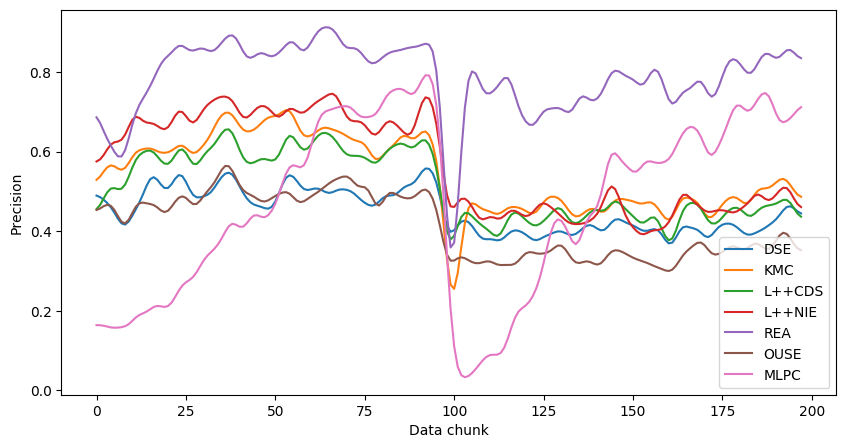 Precision
0.8
0.6
0.4
0.2
0.0
0
25
50
75
100
125
150
175
200
Data chunk
DSE
KMC
L++CDS
L++NIE
REA
OUSE
MLPC